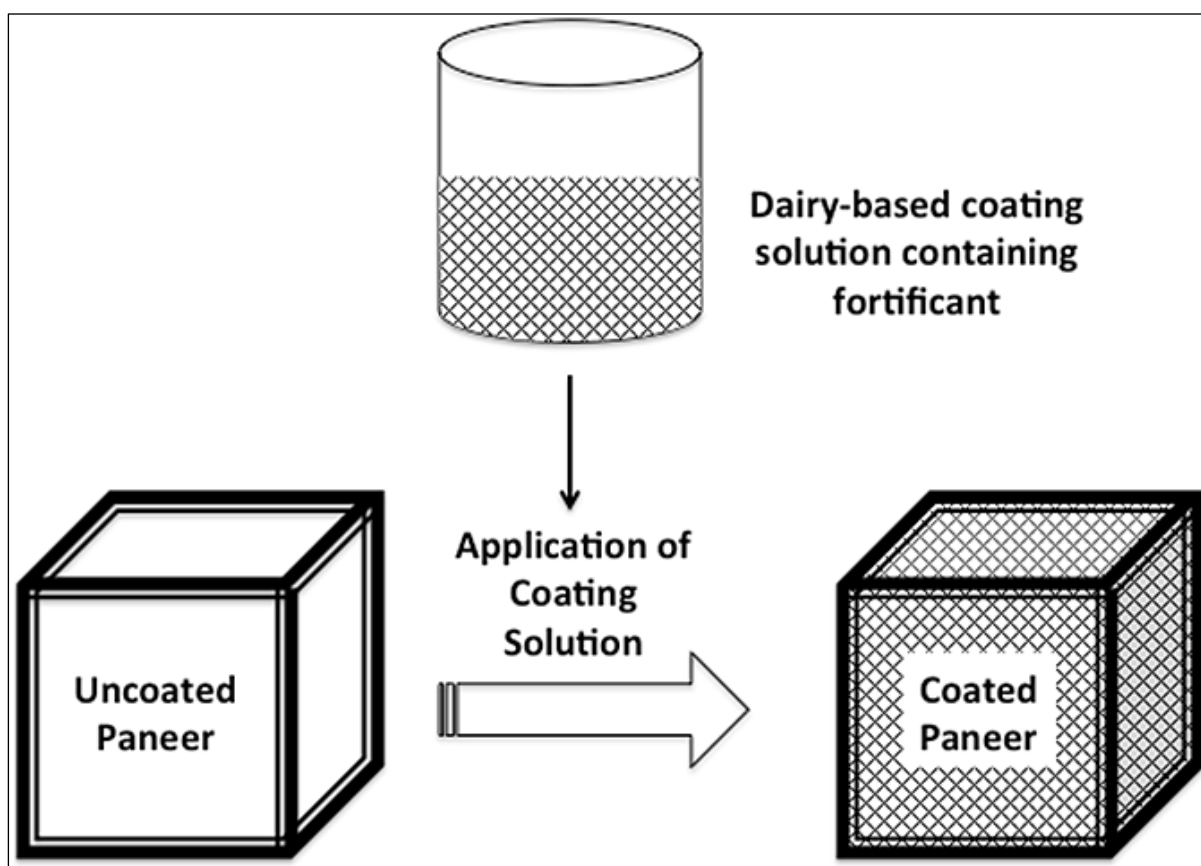 Dairy-based coating
solution containing
fortificant
Application of
Coating
Solution
Uncoated
Paneer
Coated
Paneer